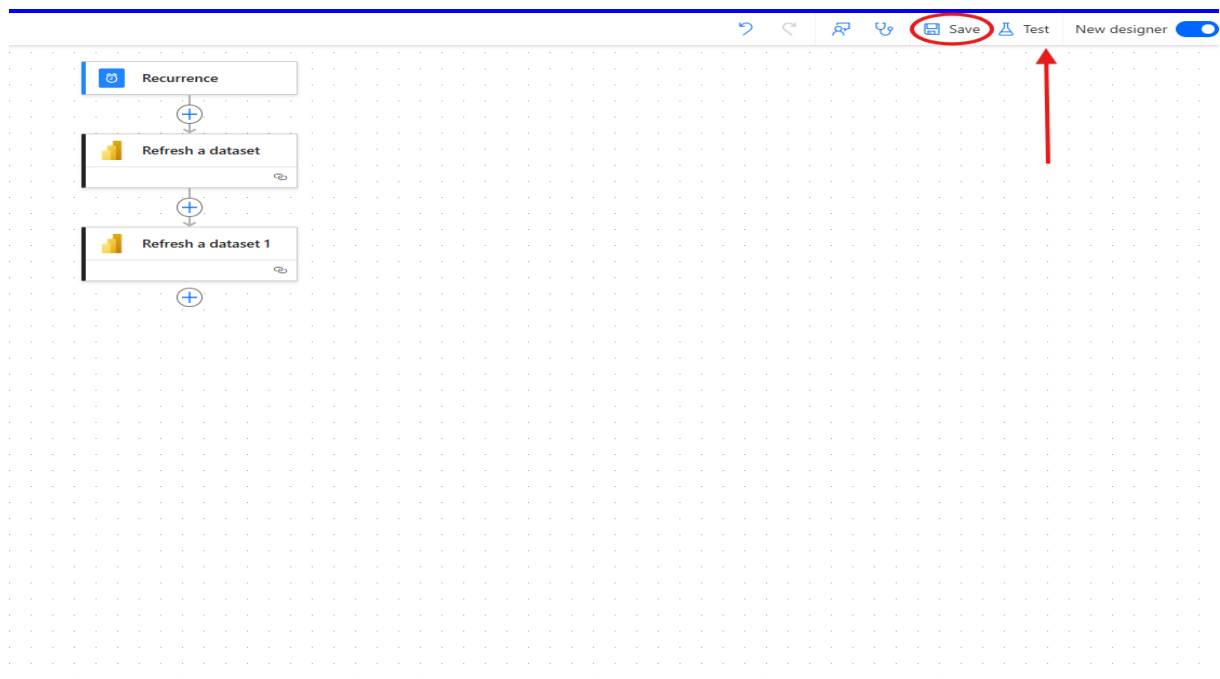 Save Test New designer
Recurrence
Refresh a dataset
Refresh a dataset 1